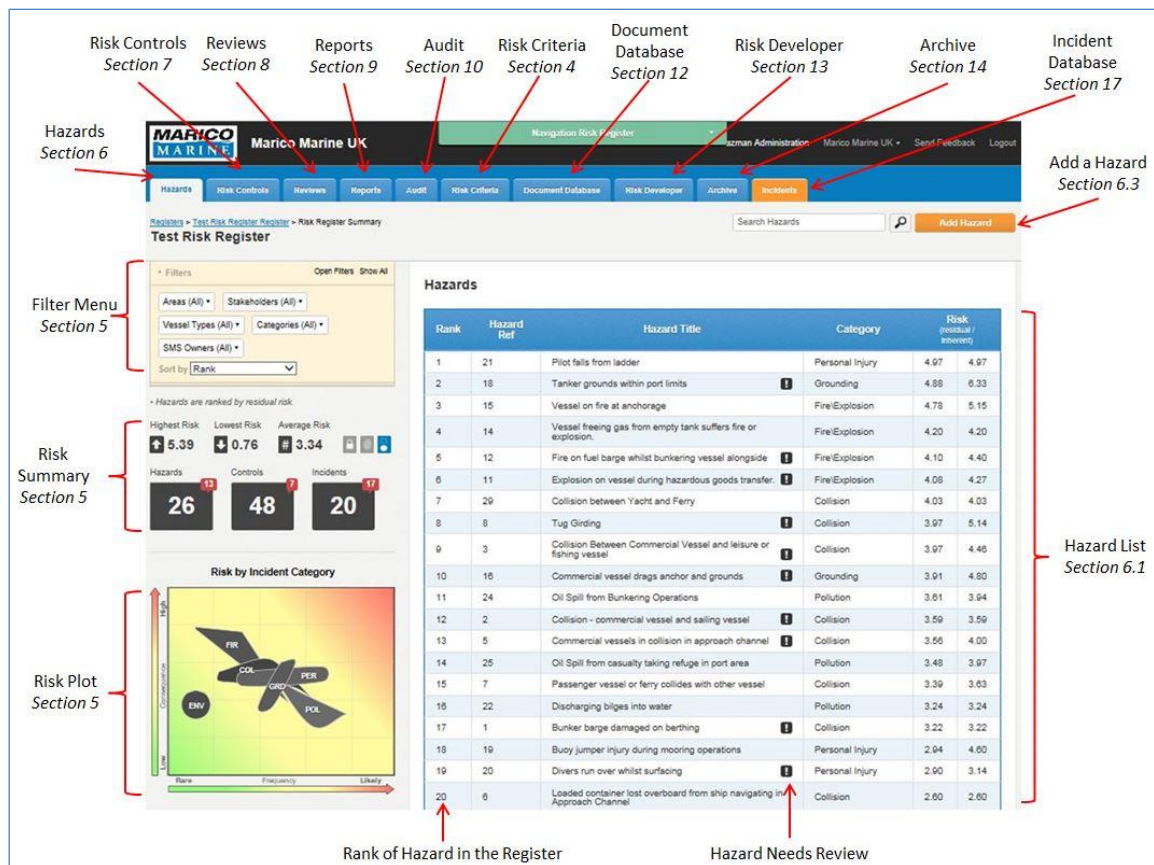 Risk Controls
Section 7
Reviews
Section 8
Reports
Section 9
Audit
Section 10
Risk Criteria
Section 4
Document
Database
Section 12
Risk Developer
Section 13
Archive
Section 14
Incident
Database
Section 17
Hazards
Section 6
MARICO
MARINE
Marico Marine UK
Navigation Risk Register
azman Administration
Marico Marine UK
Send Feedback
Logout
Hazards
Risk Controls
Reviews
Reports
Audit
Risk Criteria
Document Database
Risk Developer
Archive
Incidents
Add a Hazard
Section 6.3
Registers > Test Risk Register Register > Risk Register Summary
Test Risk Register
Search Hazards
Add Hazard
Filter Menu
Section 5
Filters
Open Filters Show All
Areas (All)
Stakeholders (All)
Vessel Types (All)
Categories (All)
SMS Owners (All)
Sort by Rank
• Hazards are ranked by residual risk.
Risk
Summary
Section 5
Highest Risk Lowest Risk Average Risk
5.39 0.76 # 3.34
Hazards Controls Incidents
26 13 48 7 20 17
Risk by Incident Category
Risk Plot
Section 5
High
Consequence
Low
FIR
COL
GRD
PER
POL
ENV
Rare Frequency Likely
Hazards
Rank Hazard Ref Hazard Title Category Risk (residual / inherent)
1 21 Pilot falls from ladder Personal Injury 4.97 4.97
2 18 Tanker grounds within port limits ! Grounding 4.88 6.33
3 15 Vessel on fire at anchorage Fire\Explosion 4.78 5.15
4 14 Vessel freeing gas from empty tank suffers fire or explosion. Fire\Explosion 4.20 4.20
5 12 Fire on fuel barge whilst bunkering vessel alongside ! Fire\Explosion 4.10 4.40
6 11 Explosion on vessel during hazardous goods transfer. ! Fire\Explosion 4.08 4.27
7 29 Collision between Yacht and Ferry Collision 4.03 4.03
8 8 Tug Girding ! Collision 3.97 5.14
9 3 Collision Between Commercial Vessel and leisure or fishing vessel ! Collision 3.97 4.46
10 16 Commercial vessel drags anchor and grounds ! Grounding 3.91 4.80
11 24 Oil Spill from Bunkering Operations Pollution 3.61 3.94
12 2 Collision - commercial vessel and sailing vessel ! Collision 3.59 3.59
13 5 Commercial vessels in collision in approach channel ! Collision 3.56 4.00
14 25 Oil Spill from casualty taking refuge in port area Pollution 3.48 3.97
15 7 Passenger vessel or ferry collides with other vessel Collision 3.39 3.63
16 22 Discharging bilges into water Pollution 3.24 3.24
17 1 Bunker barge damaged on berthing ! Collision 3.22 3.22
18 19 Buoy jumper injury during mooring operations Personal Injury 2.94 4.60
19 20 Divers run over whilst surfacing ! Personal Injury 2.90 3.14
20 6 Loaded container lost overboard from ship navigating in Approach Channel Collision 2.60 2.60
Hazard List
Section 6.1
Rank of Hazard in the Register
Hazard Needs Review